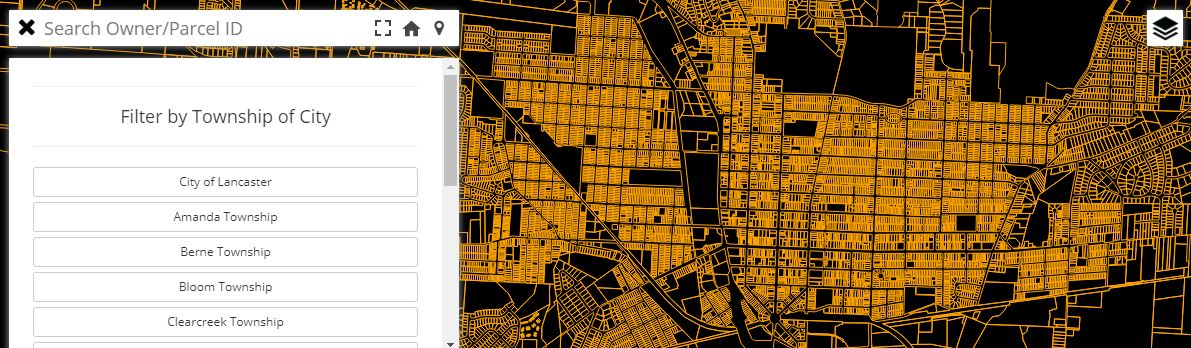 Search Owner/Parcel ID
Filter by Township of City
City of Lancaster
Amanda Township
Berne Township
Bloom Township
Clearcreek Township